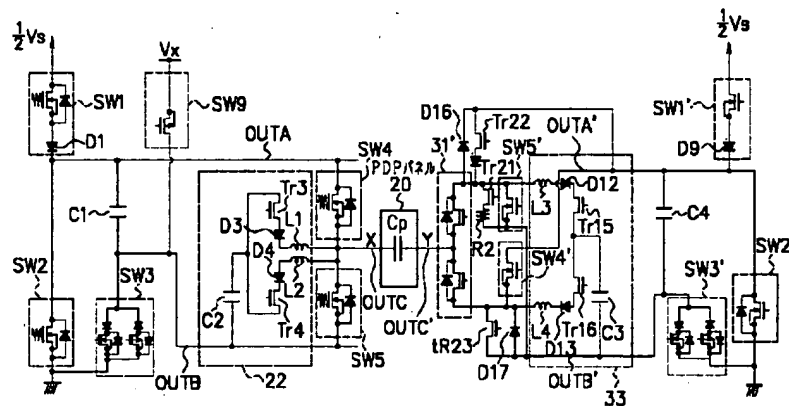 ½Vs
Vx
½Vs
SW1
SW9
D1
OUTA
SW4
PDPパネル
20
Cp
D16
31'
Tr22
SW5'
Tr21
OUTA'
SW1'
D9
D12
C1
Tr3
D3
L1
D4
L2
Tr4
C2
X
Y
OUTC
OUTC'
R2
L3
Tr15
C4
SW2
SW3
SW4'
SW3'
SW2
OUTB
22
SW5
tR23
L4
D17
D13
Tr16
C3
OUTB'
33